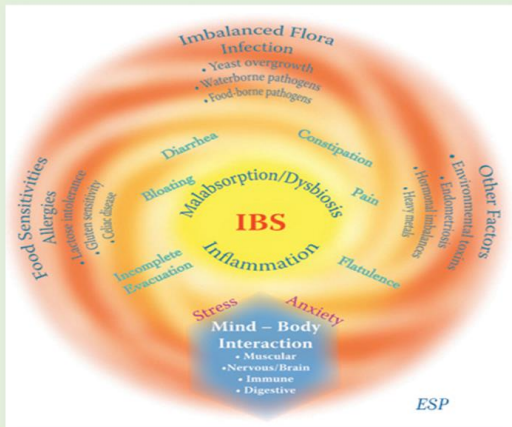 Imbalanced Flora
Infection
• Yeast overgrowth
• Waterborne pathogens
• Food-borne pathogens
Diarrhea
Constipation
Bloating
Pain
Malabsorption/Dysbiosis
IBS
Inflammation
Incomplete
Evacuation
Flatulence
Food Sensitivities
Allergies
• Lactose intolerance
• Gluten sensitivity
• Celiac disease
Other Factors
• Environmental toxins
• Endometriosis
• Hormonal imbalances
• Heavy metals
Stress
Anxiety
Mind – Body
Interaction
• Muscular
•Nervous/Brain
• Immune
• Digestive
ESP